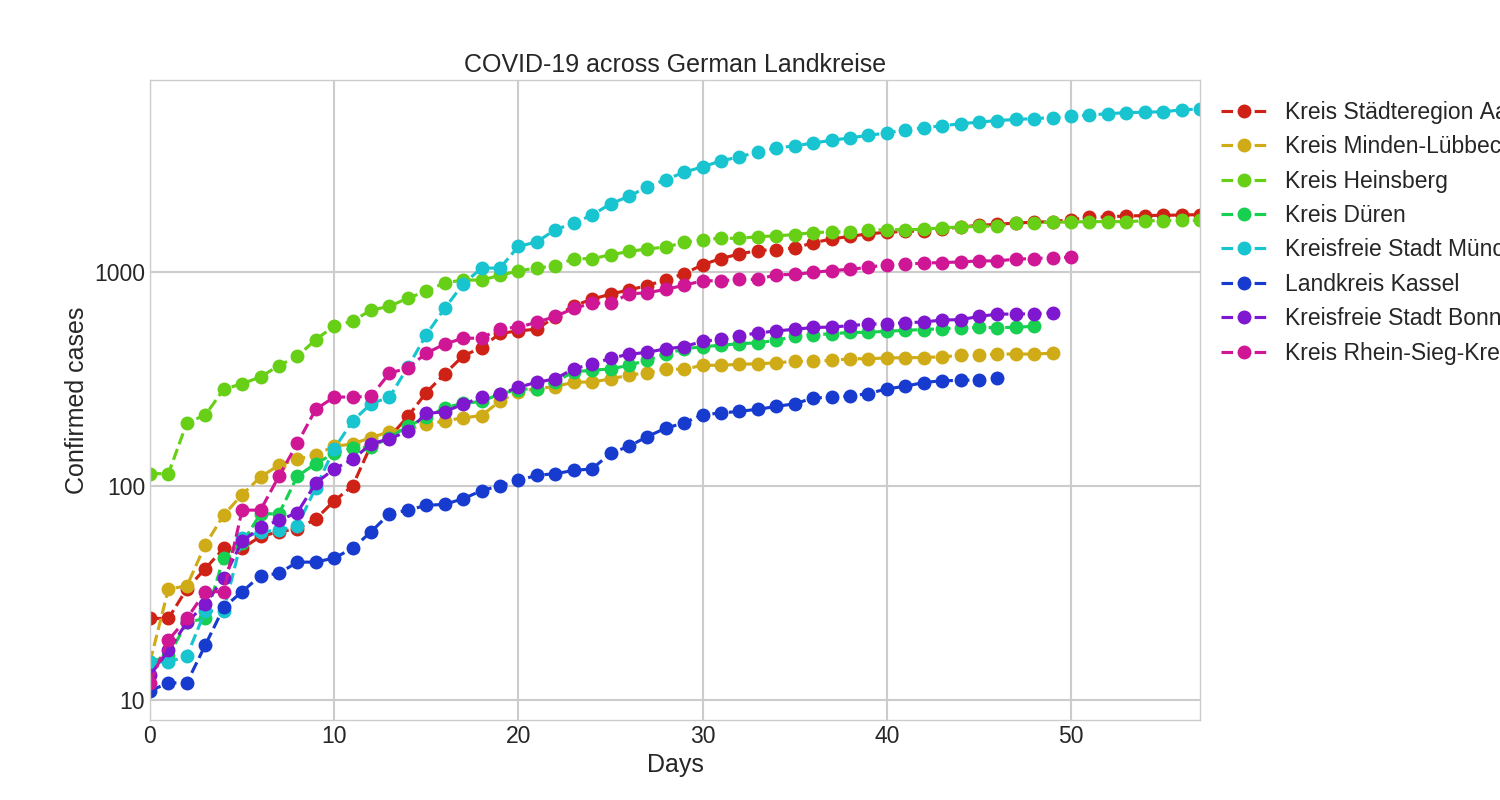 COVID-19 across German Landkreise
Confirmed cases
1000
100
10
0 10 20 30 40 50
Days
Kreis Städteregion Aa
Kreis Minden-Lübbec
Kreis Heinsberg
Kreis Düren
Kreisfreie Stadt Münc
Landkreis Kassel
Kreisfreie Stadt Bonn
Kreis Rhein-Sieg-Kre